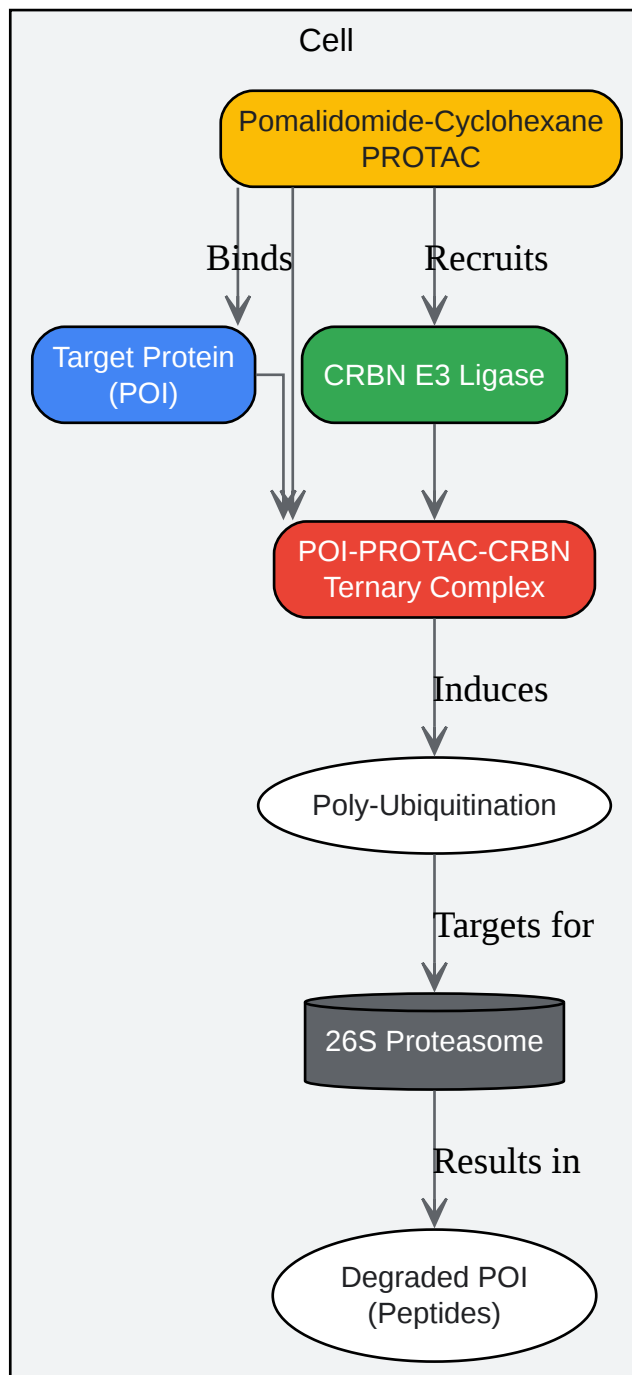 Cell
Pomalidomide-Cyclohexane
PROTAC
Binds
Recruits
Target Protein
(POI)
CRBN E3 Ligase
POI-PROTAC-CRBN
Ternary Complex
Induces
Poly-Ubiquitination
Targets for
26S Proteasome
Results in
Degraded POI
(Peptides)